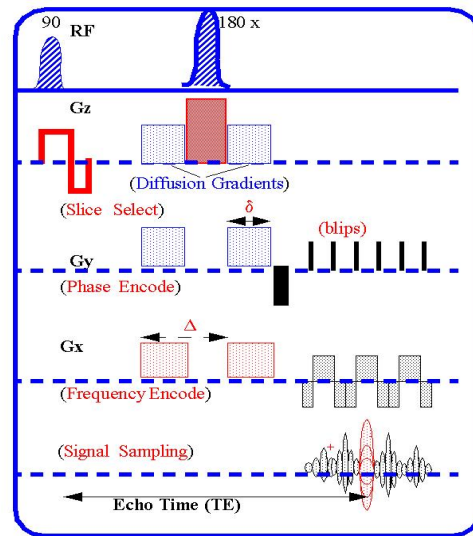 90
RF
180 x
Gz
(Diffusion Gradients)
(Slice Select)
δ
(blips)
Gy
(Phase Encode)
Δ
Gx
(Frequency Encode)
(Signal Sampling)
+
Echo Time (TE)